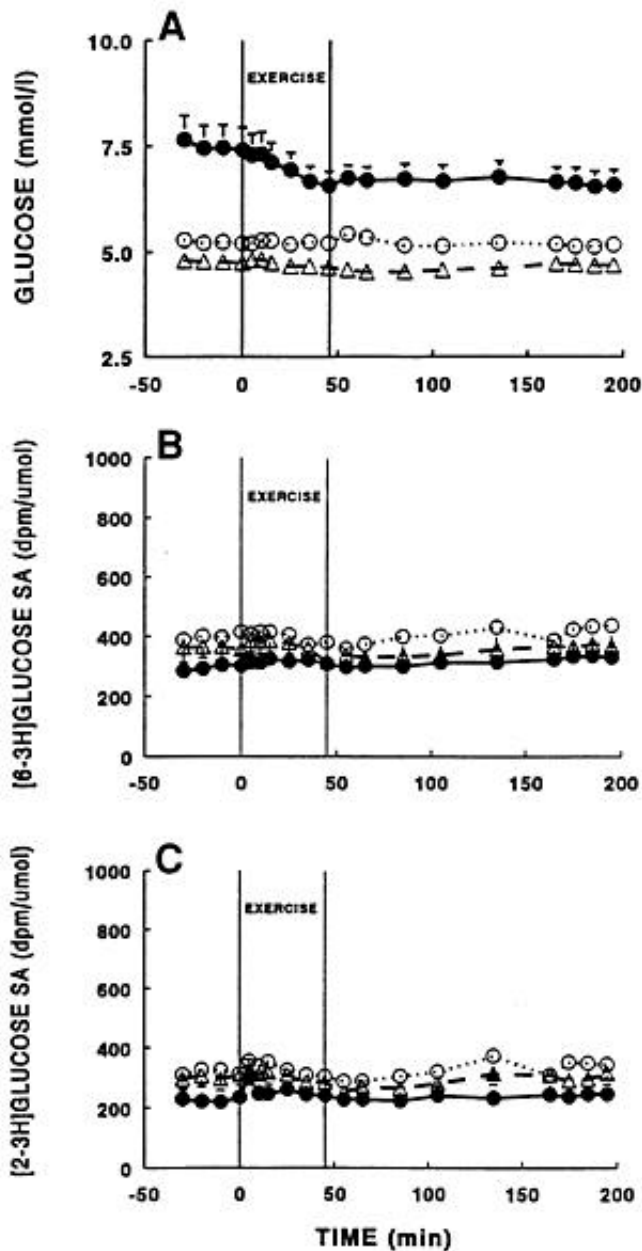 A
GLUCOSE (mmol/l)
10.0
7.5
5.0
2.5
EXERCISE
-50 0 50 100 150 200
B
[6-3H]GLUCOSE SA (dpm/umol)
1000
800
600
400
200
0
EXERCISE
-50 0 50 100 150 200
C
[2-3H]GLUCOSE SA (dpm/umol)
1000
800
600
400
200
0
EXERCISE
-50 0 50 100 150 200
TIME (min)